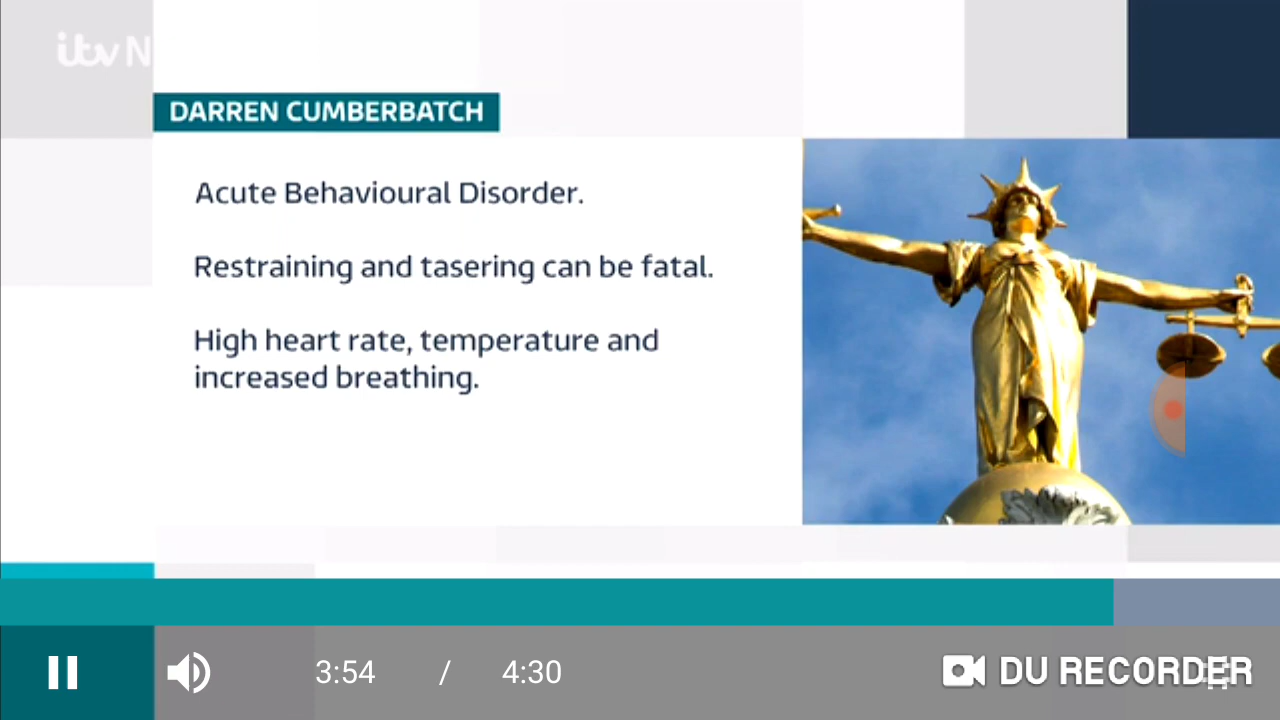 itv N
DARREN CUMBERBATCH
Acute Behavioural Disorder.
Restraining and tasering can be fatal.
High heart rate, temperature and
increased breathing.
3:54 / 4:30
DU RECORDER